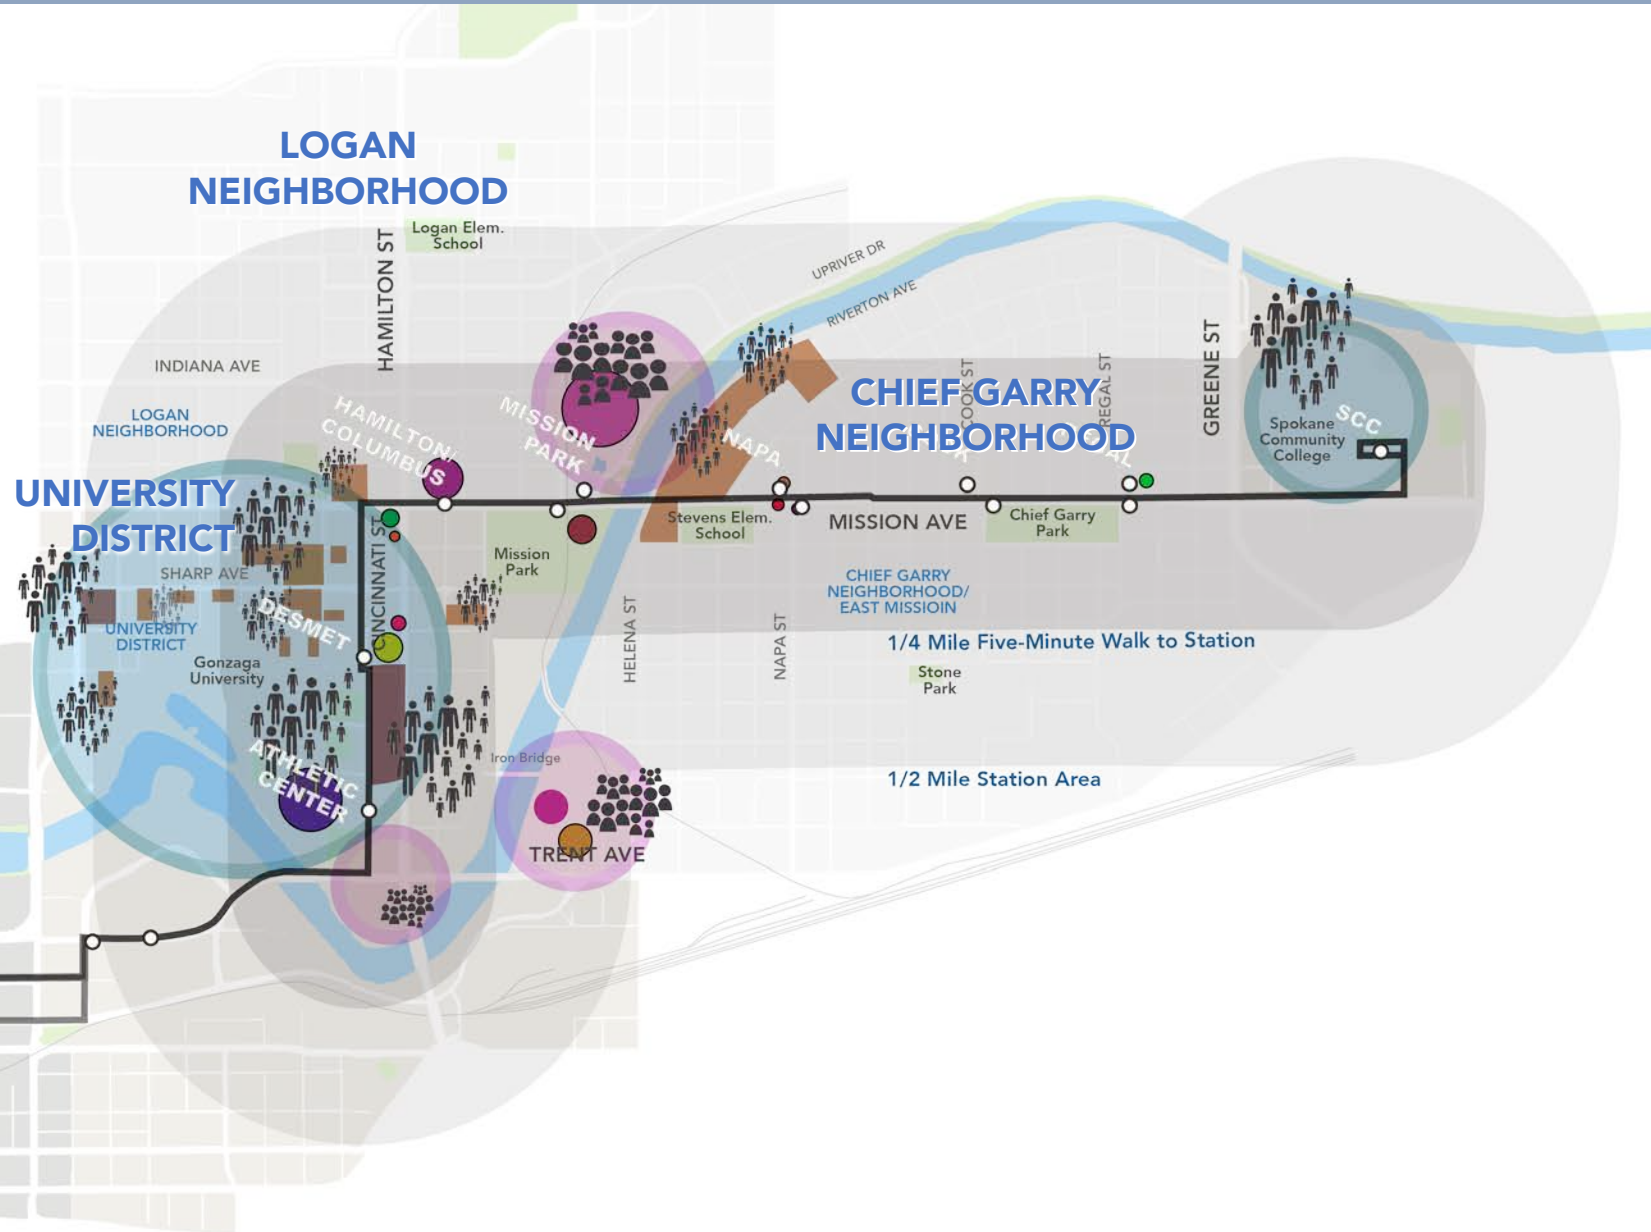 LOGAN
NEIGHBORHOOD
Logan Elem.
School
HAMILTON ST
UPRIVER DR
RIVERTON AVE
INDIANA AVE
LOGAN
NEIGHBORHOOD
HAMILTON/
COLUMBUS
MISSION
PARK
NAPA
COOK ST
REGAL ST
CHIEF GARRY
NEIGHBORHOOD
GREENE ST
SCC
Spokane
Community
College
UNIVERSITY
DISTRICT
CINCINNATI ST
Stevens Elem.
School
MISSION AVE
Chief Garry
Park
Mission
Park
SHARP AVE
DESMET
UNIVERSITY
DISTRICT
Gonzaga
University
HELENA ST
NAPA ST
CHIEF GARRY
NEIGHBORHOOD/
EAST MISSIOIN
1/4 Mile Five-Minute Walk to Station
Stone
Park
ATHLETIC
CENTER
Iron Bridge
1/2 Mile Station Area
TRENT AVE